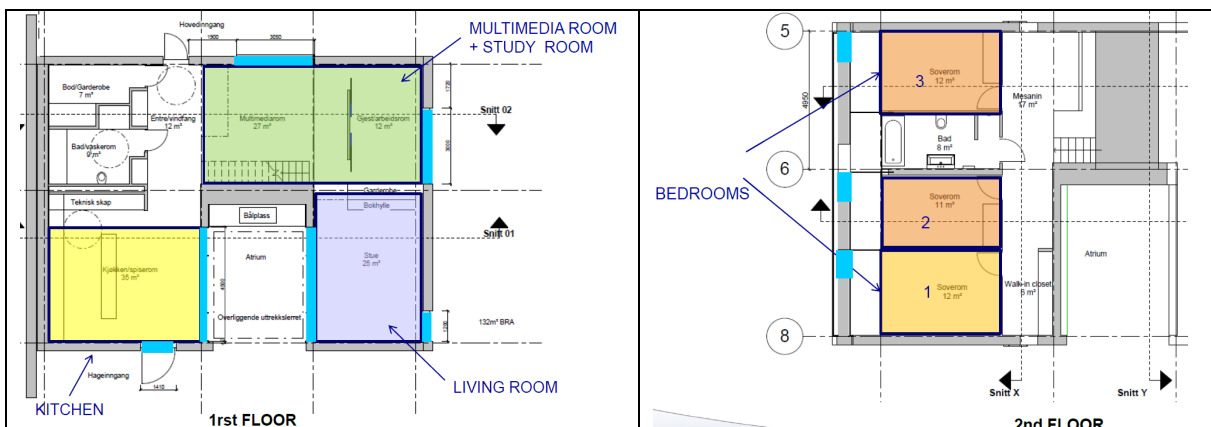 Hovedinngang
1900
3050
MULTIMEDIA ROOM
+ STUDY ROOM
Bod/Garderobe
7 m²
Entre/vindfang
12 m²
Multimediarom
27 m²
Gjest/arbeidsrom
12 m²
1720
3000
Snitt 02
Bad/vaskerom
9 m²
Teknisk skap
Garderobe
Bokhylle
Bålplass
Snitt 01
Kjøkken/spiserom
35 m²
Atrium
Stue
25 m²
Overliggende uttrekkslerret
132m² BRA
1200
Hageinngang
1410
KITCHEN
LIVING ROOM
1rst FLOOR
5
4950
3
Soverom
12 m²
Mesanin
17 m²
Bad
8 m²
6
BEDROOMS
Soverom
11 m²
2
Atrium
1
Soverom
12 m²
Walk-in closet
6 m²
8
Snitt X
Snitt Y
2nd FLOOR